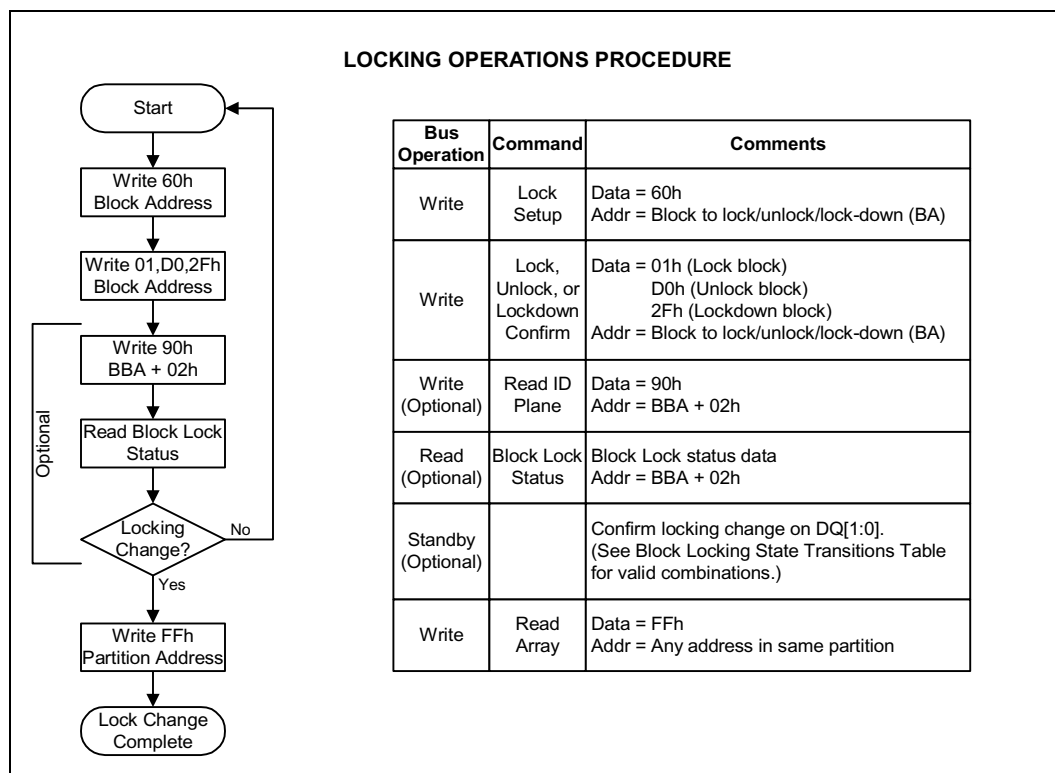 LOCKING OPERATIONS PROCEDURE
Start
Write 60h
Block Address
Write 01,D0,2Fh
Block Address
Optional
Write 90h
BBA + 02h
Read Block Lock
Status
Locking
Change?
No
Yes
Write FFh
Partition Address
Lock Change
Complete
Bus
Operation
Command
Comments
Write
Lock
Setup
Data = 60h
Addr = Block to lock/unlock/lock-down (BA)
Write
Lock,
Unlock, or
Lockdown
Confirm
Data = 01h (Lock block)
D0h (Unlock block)
2Fh (Lockdown block)
Addr = Block to lock/unlock/lock-down (BA)
Write
(Optional)
Read ID
Plane
Data = 90h
Addr = BBA + 02h
Read
(Optional)
Block Lock
Status
Block Lock status data
Addr = BBA + 02h
Standby
(Optional)
Confirm locking change on DQ[1:0].
(See Block Locking State Transitions Table
for valid combinations.)
Write
Read
Array
Data = FFh
Addr = Any address in same partition